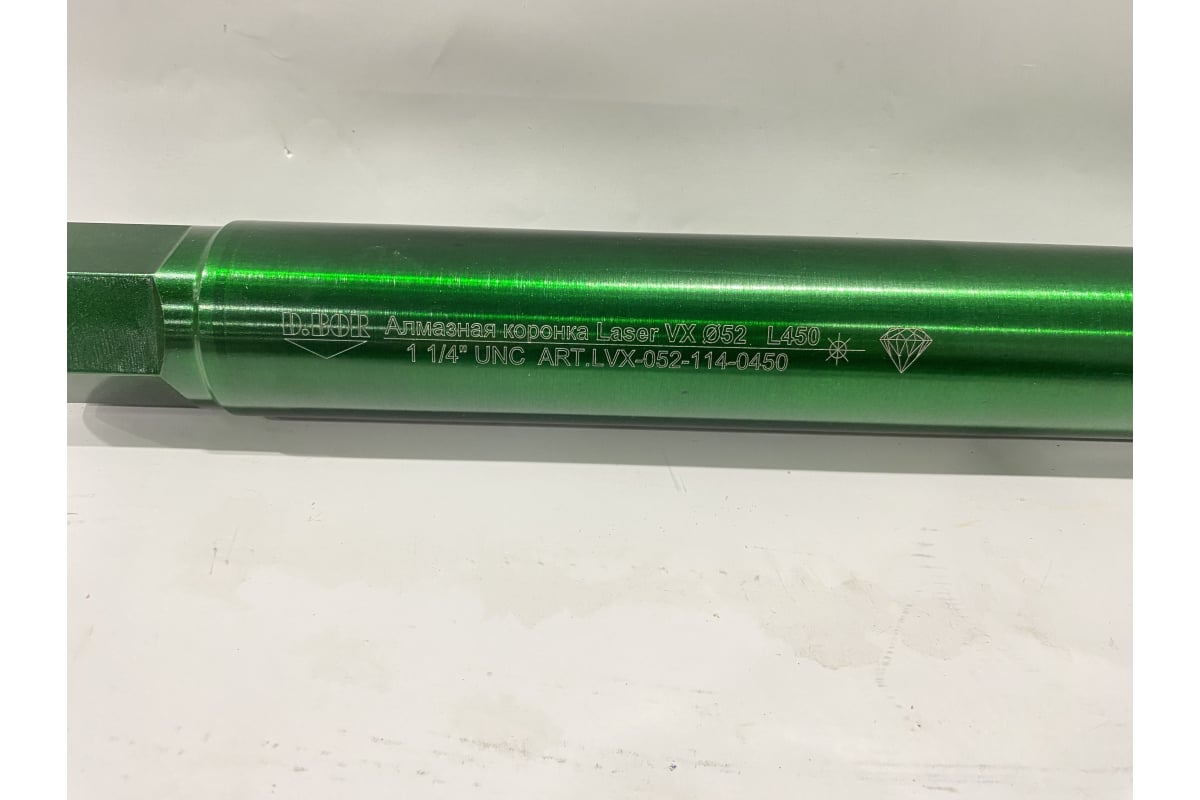 D.BOR Алмазная коронка Laser VX Ø52 L450
1 1/4" UNC ART.LVX-052-114-0450